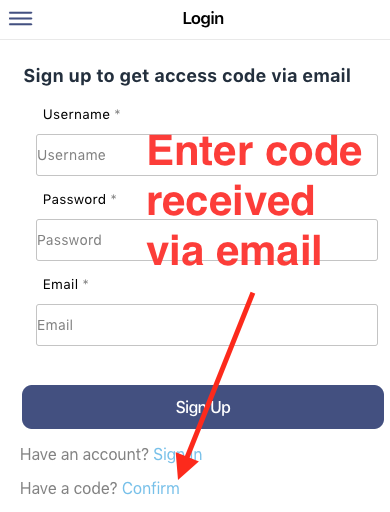 Login
Sign up to get access code via email
Username *
Username
Enter code
received
via email
Password *
Password
Email *
Email
Sign Up
Have an account? Sign in
Have a code? Confirm